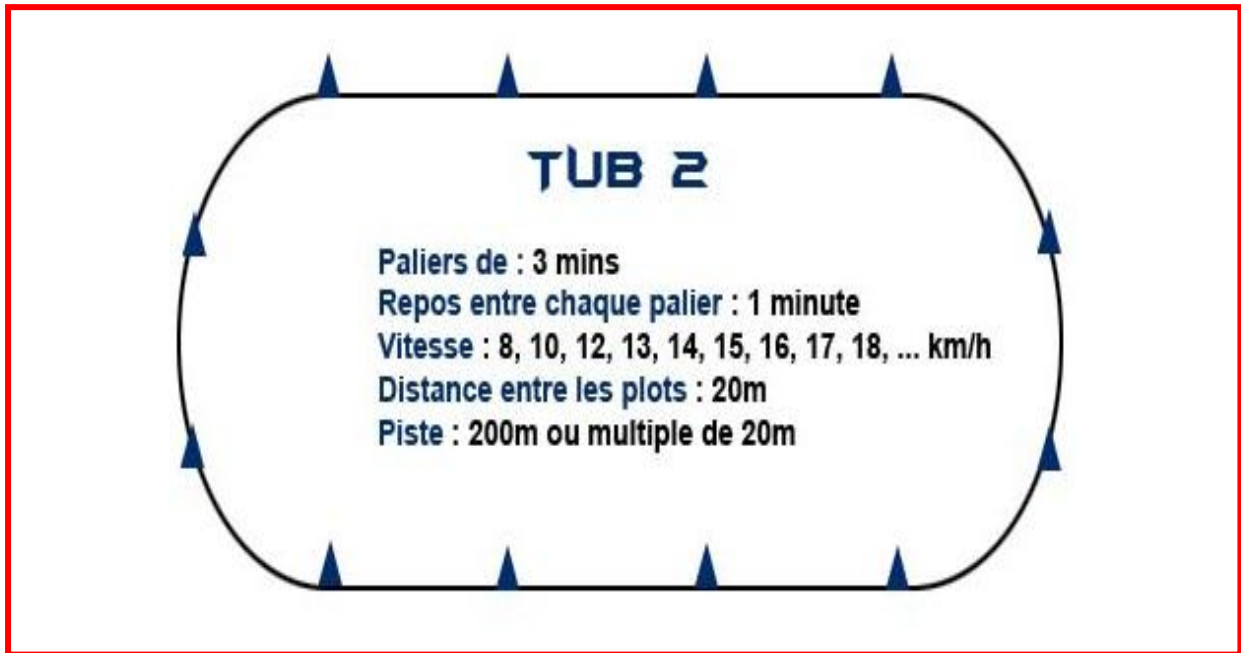 TUB 2
Paliers de : 3 mins
Repos entre chaque palier : 1 minute
Vitesse : 8, 10, 12, 13, 14, 15, 16, 17, 18, ... km/h
Distance entre les plots : 20m
Piste : 200m ou multiple de 20m